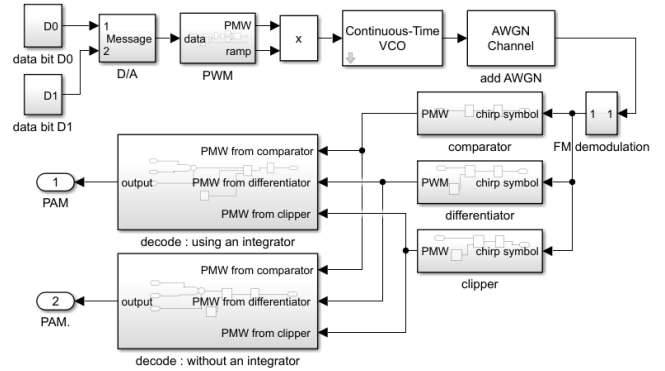 D0
data bit D0
D1
data bit D1
1
2
Message
D/A
data
PMW
ramp
PWM
x
Continuous-Time
VCO
AWGN
Channel
add AWGN
1 1
FM demodulation
PMW
chirp symbol
comparator
PWM
chirp symbol
differentiator
PMW
chirp symbol
clipper
PMW from comparator
output
PMW from differentiator
PMW from clipper
decode : using an integrator
1
PAM
PMW from comparator
output
PMW from differentiator
PMW from clipper
decode : without an integrator
2
PAM.